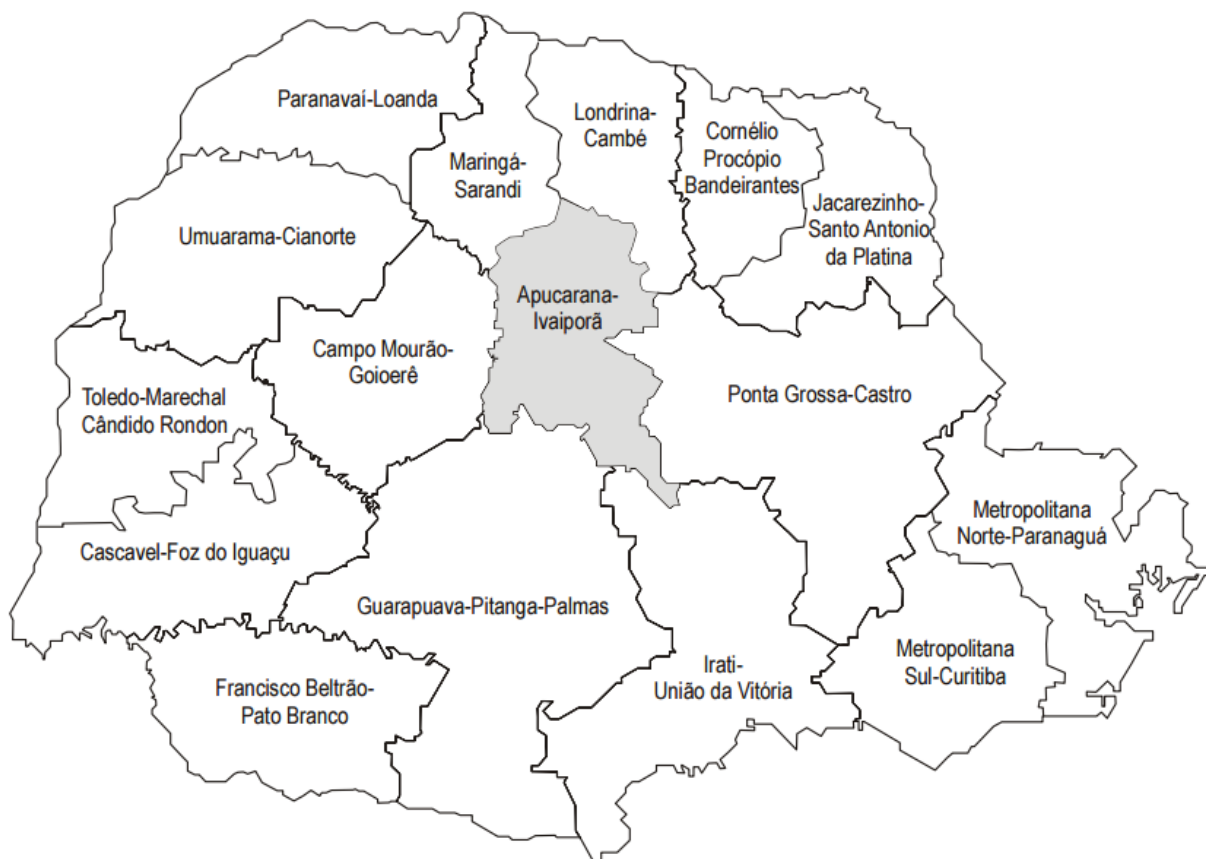 Paranavaí-Loanda
Londrina-
Cambé
Cornélio
Procópio
Bandeirantes
Maringá-
Sarandi
Jacarezinho-
Santo Antonio
da Platina
Umuarama-Cianorte
Apucarana-
Ivaiporã
Campo Mourão-
Goioerê
Toledo-Marechal
Cândido Rondon
Ponta Grossa-Castro
Metropolitana
Norte-Paranaguá
Cascavel-Foz do Iguaçu
Guarapuava-Pitanga-Palmas
Metropolitana
Sul-Curitiba
Irati-
União da Vitória
Francisco Beltrão-
Pato Branco